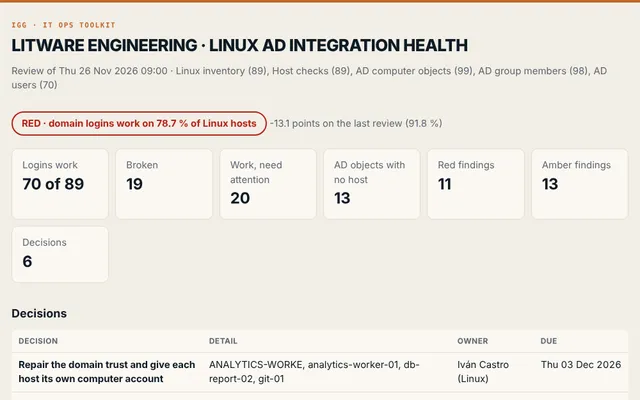 IGG · IT OPS TOOLKIT
LITWARE ENGINEERING · LINUX AD INTEGRATION HEALTH
Review of Thu 26 Nov 2026 09:00 · Linux inventory (89), Host checks (89), AD computer objects (99), AD group members (98), AD
users (70)
RED · domain logins work on 78.7 % of Linux hosts -13.1 points on the last review (91.8 %)
Logins work
70 of 89
Broken
19
Work, need
attention
20
AD objects with
no host
13
Red findings
11
Amber findings
13
Decisions
6
Decisions
DECISION DETAIL OWNER DUE
Repair the domain trust and give each
host its own computer account
ANALYTICS-WORKE, analytics-worker-01, db-
report-02, git-01
Iván Castro
(Linux)
Thu 03 Dec 2026